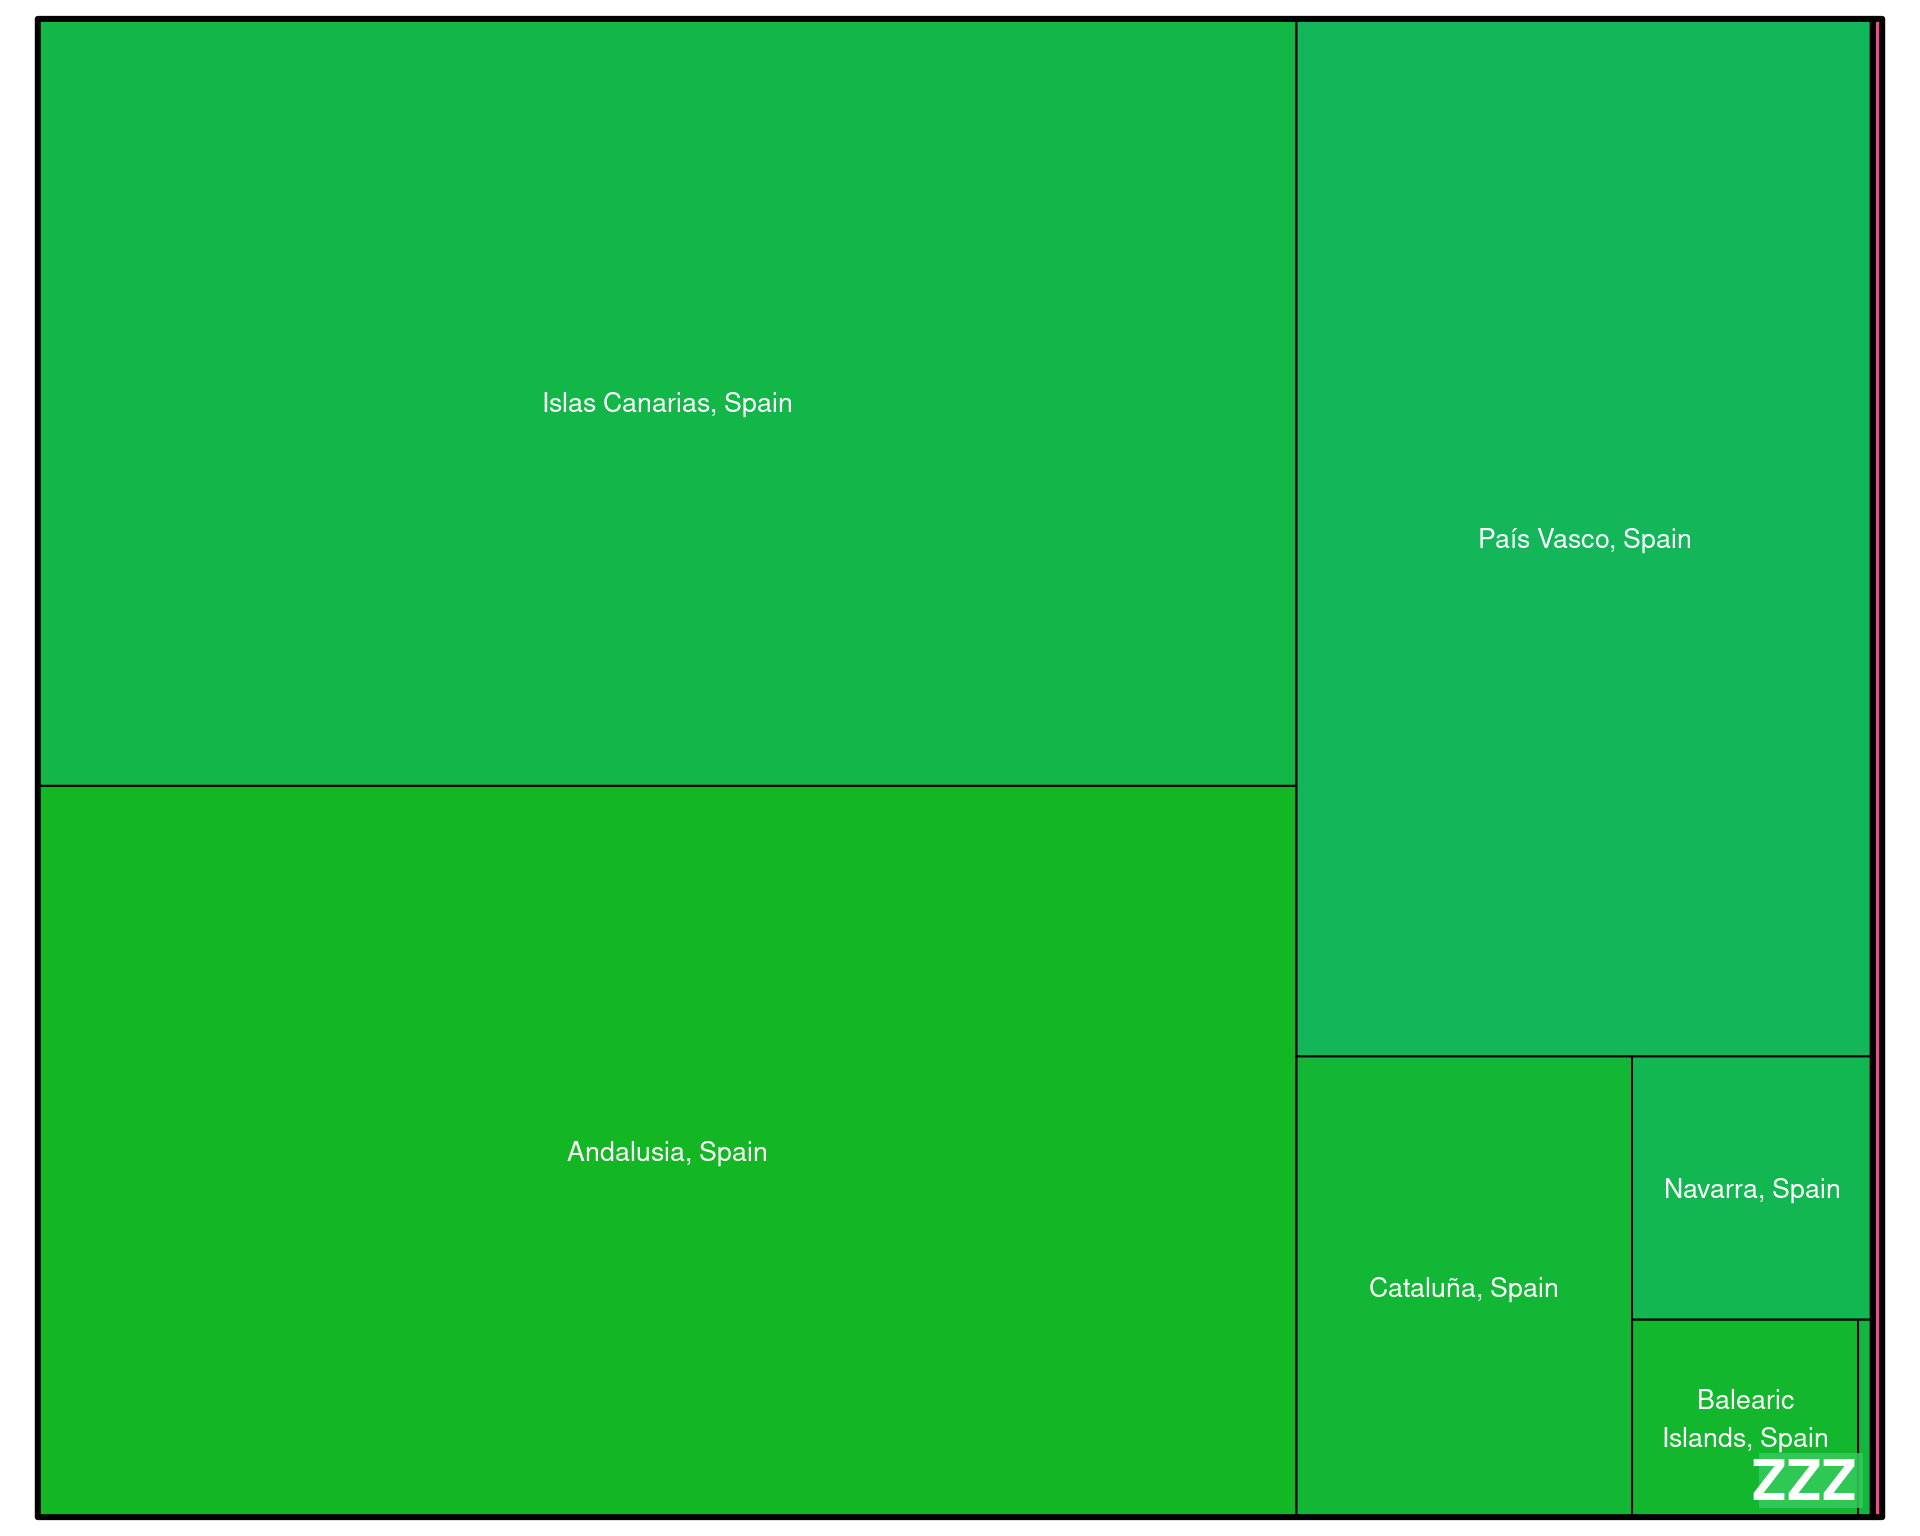 Islas Canarias, Spain
País Vasco, Spain
Andalusia, Spain
Navarra, Spain
Cataluña, Spain
Balearic
Islands, Spain
ZZZ